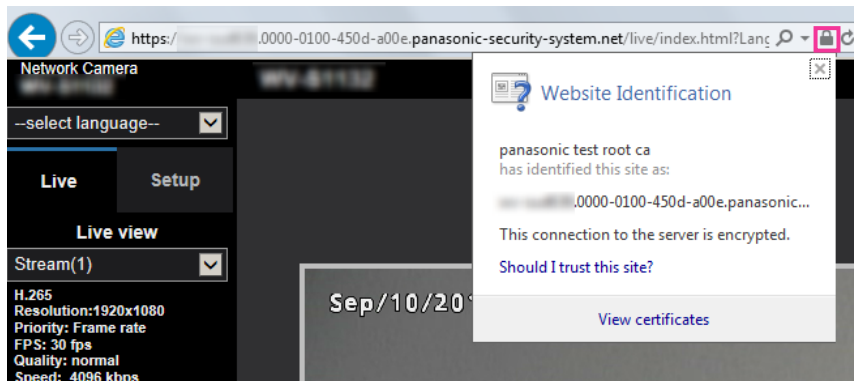 https:/ .0000-0100-450d-a00e.panasonic-security-system.net/live/index.html?Lang
Network Camera
--select language--
Live Setup
Live view
Stream(1)
H.265
Resolution:1920x1080
Priority: Frame rate
FPS: 30 fps
Quality: normal
Speed: 4096 kbps
Sep/10/20
Website Identification
panasonic test root ca
has identified this site as:
.0000-0100-450d-a00e.panasonic...
This connection to the server is encrypted.
Should I trust this site?
View certificates